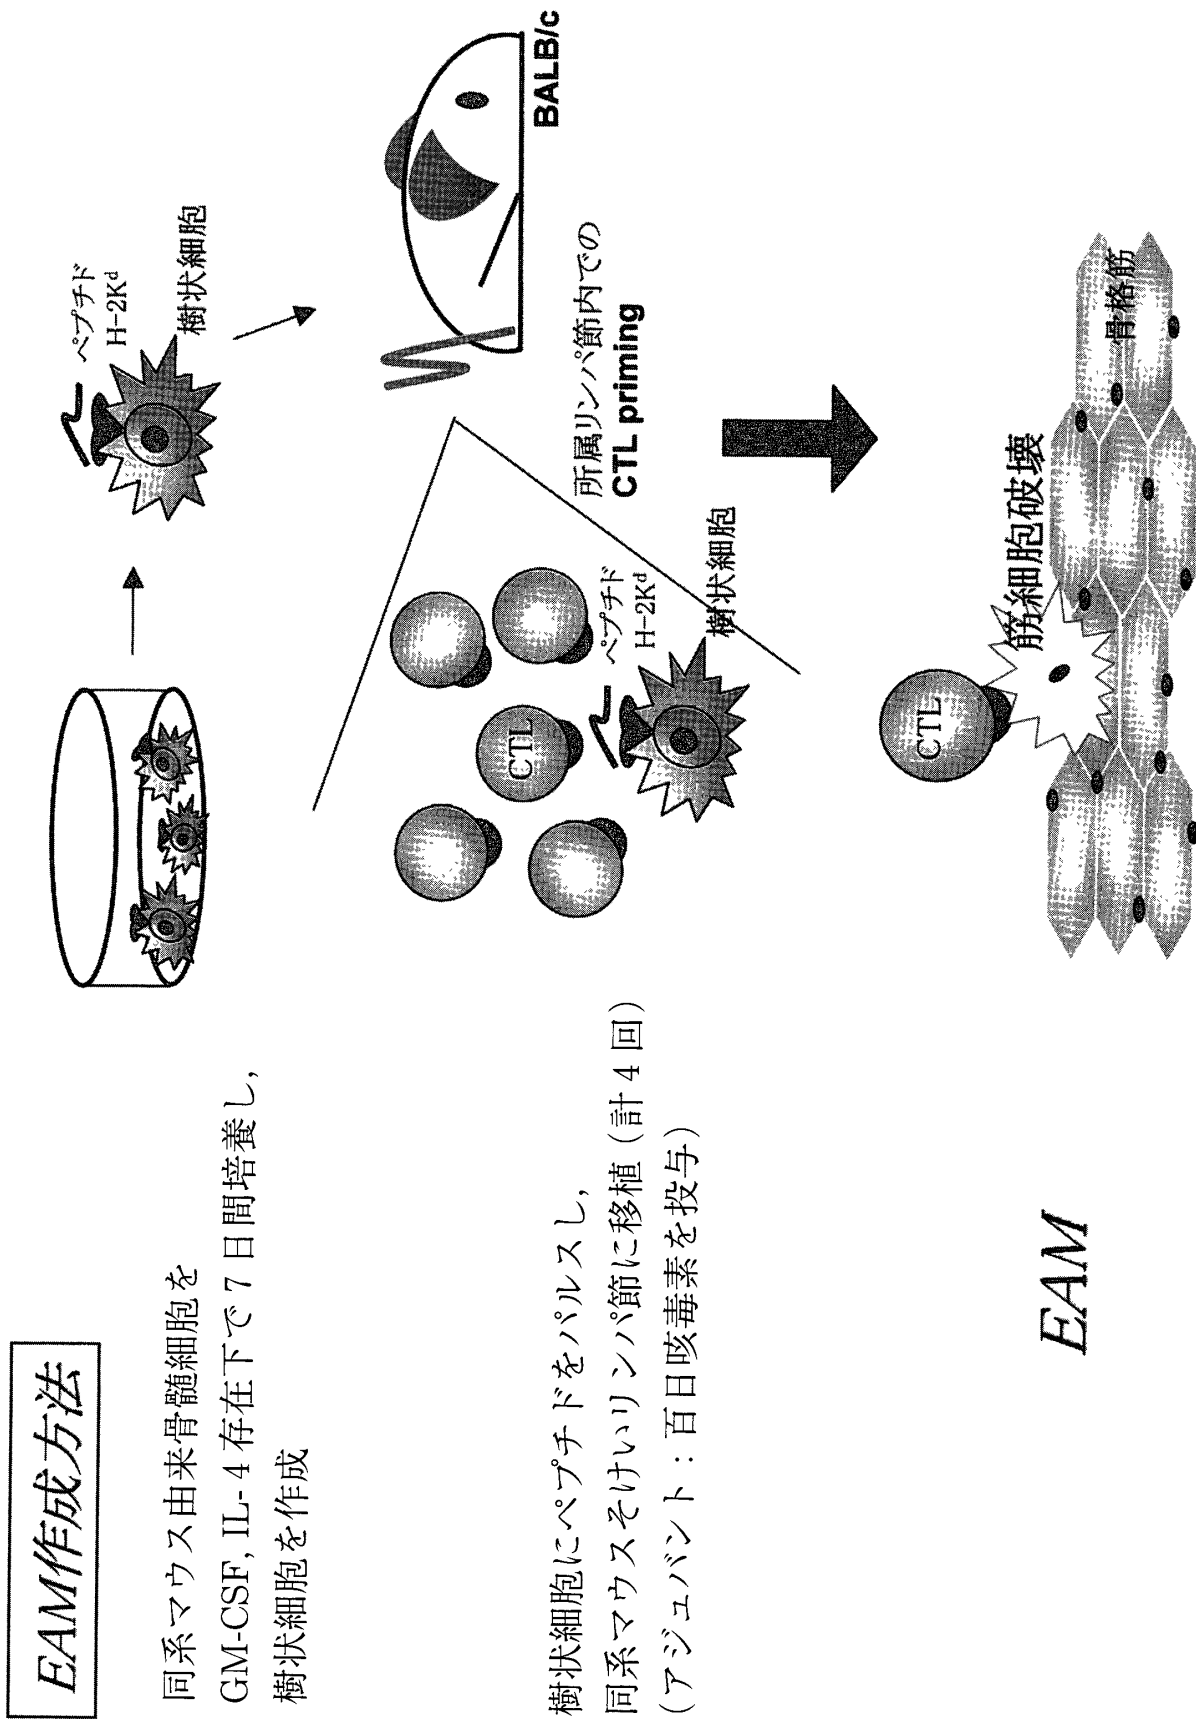 EAM作成方法
同系マウス由来骨髄細胞を
GM-CSF, IL-4存在下で7日間培養し,
樹状細胞を作成
ペプチド
H-2Kᵈ
樹状細胞
BALB/c
樹状細胞にペプチドをパルスし,
同系マウスそけいリンパ節に移植(計4回)
(アジュバント:百日咳毒素を投与)
CTL
ペプチド
H-2Kᵈ
樹状細胞
所属リンパ節内での
CTL priming
EAM
CTL
筋細胞破壊
骨格筋